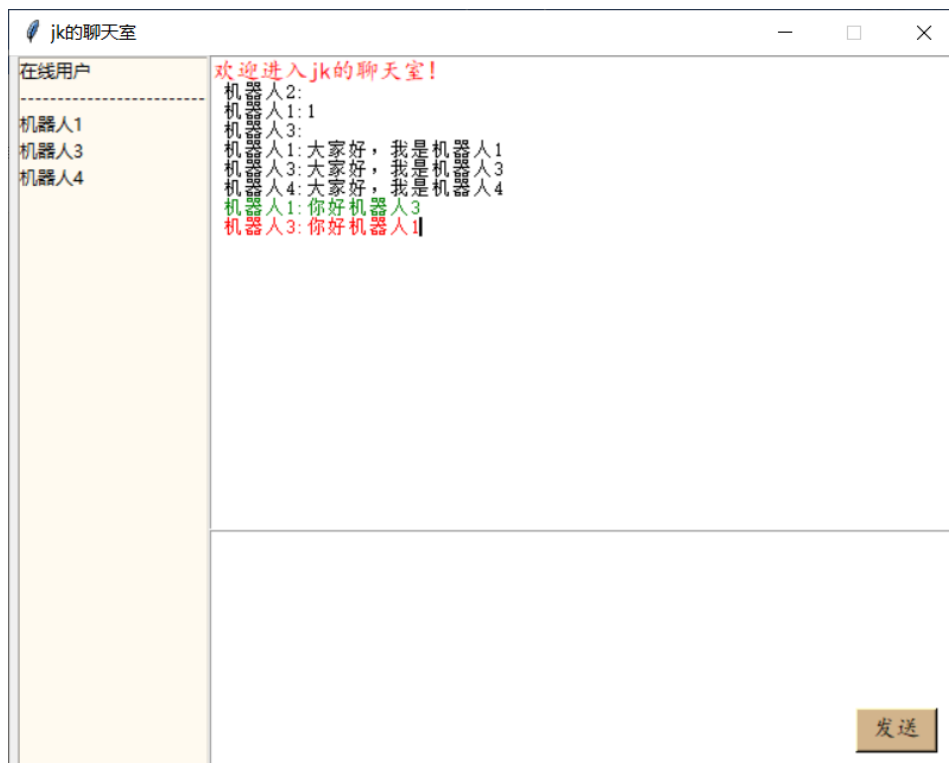 jk的聊天室
在线用户
--------------------------
机器人1
机器人3
机器人4
欢迎进入jk的聊天室!
机器人2:
机器人1:1
机器人3:
机器人1:大家好，我是机器人1
机器人3:大家好，我是机器人3
机器人4:大家好，我是机器人4
机器人1:你好机器人3
机器人3:你好机器人1
发送